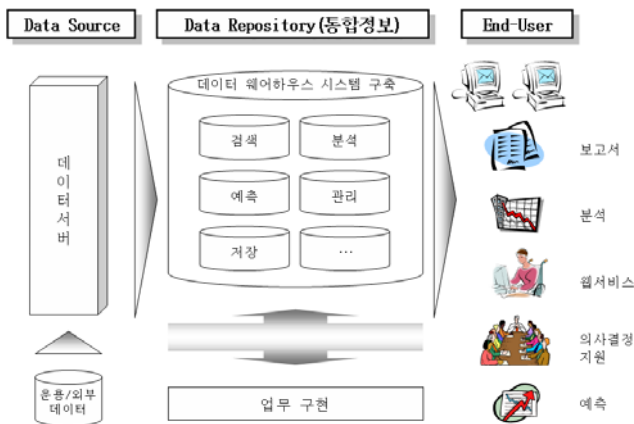 Data Source
Data Repository(통합정보)
End-User
데이터 웨어하우스 시스템 구축
검색
분석
예측
관리
저장
…
데이터서버
운용/외부
데이터
업무 구현
보고서
분석
웹서비스
의사결정
지원
예측